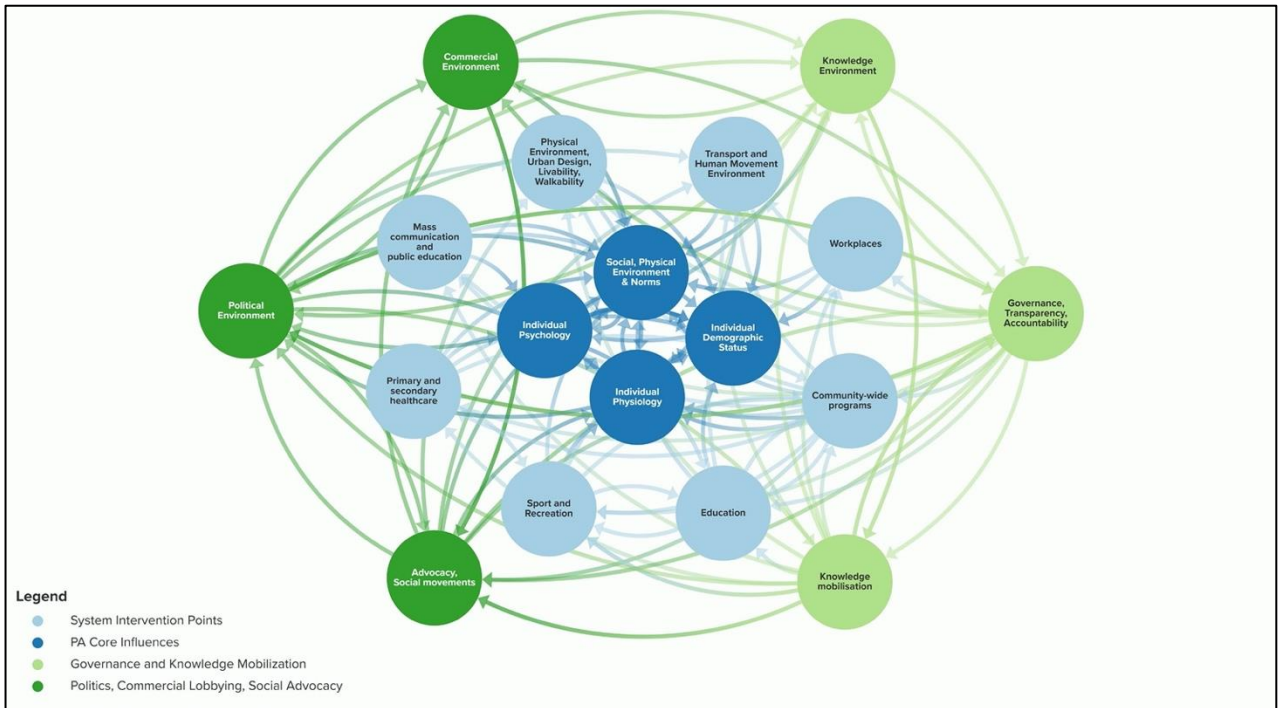 Commercial
Environment
Knowledge
Environment
Physical
Environment,
Urban Design,
Livability,
Walkability
Transport and
Human Movement
Environment
Mass
communication
and
public education
Workplaces
Social, Physical
Environment
& Norms
Political
Environment
Individual
Psychology
Individual
Demographic
Status
Governance,
Transparency,
Accountability
Primary and
secondary
healthcare
Individual
Physiology
Community-wide
programs
Sport and
Recreation
Education
Advocacy,
Social movements
Knowledge
mobilisation
Legend
System Intervention Points
PA Core Influences
Governance and Knowledge Mobilization
Politics, Commercial Lobbying, Social Advocacy